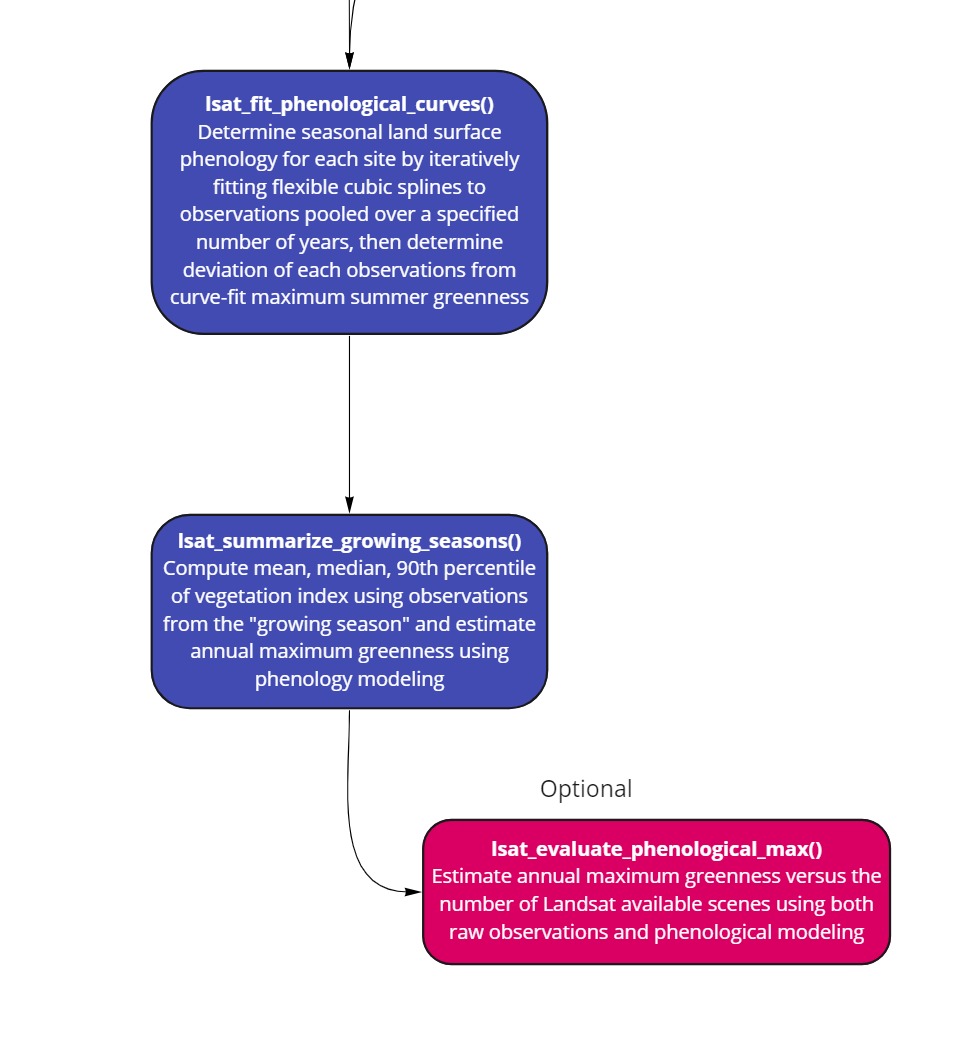 lsat_fit_phenological_curves()
Determine seasonal land surface
phenology for each site by iteratively
fitting flexible cubic splines to
observations pooled over a specified
number of years, then determine
deviation of each observations from
curve-fit maximum summer greenness
lsat_summarize_growing_seasons()
Compute mean, median, 90th percentile
of vegetation index using observations
from the "growing season" and estimate
annual maximum greenness using
phenology modeling
Optional
lsat_evaluate_phenological_max()
Estimate annual maximum greenness versus the
number of Landsat available scenes using both
raw observations and phenological modeling